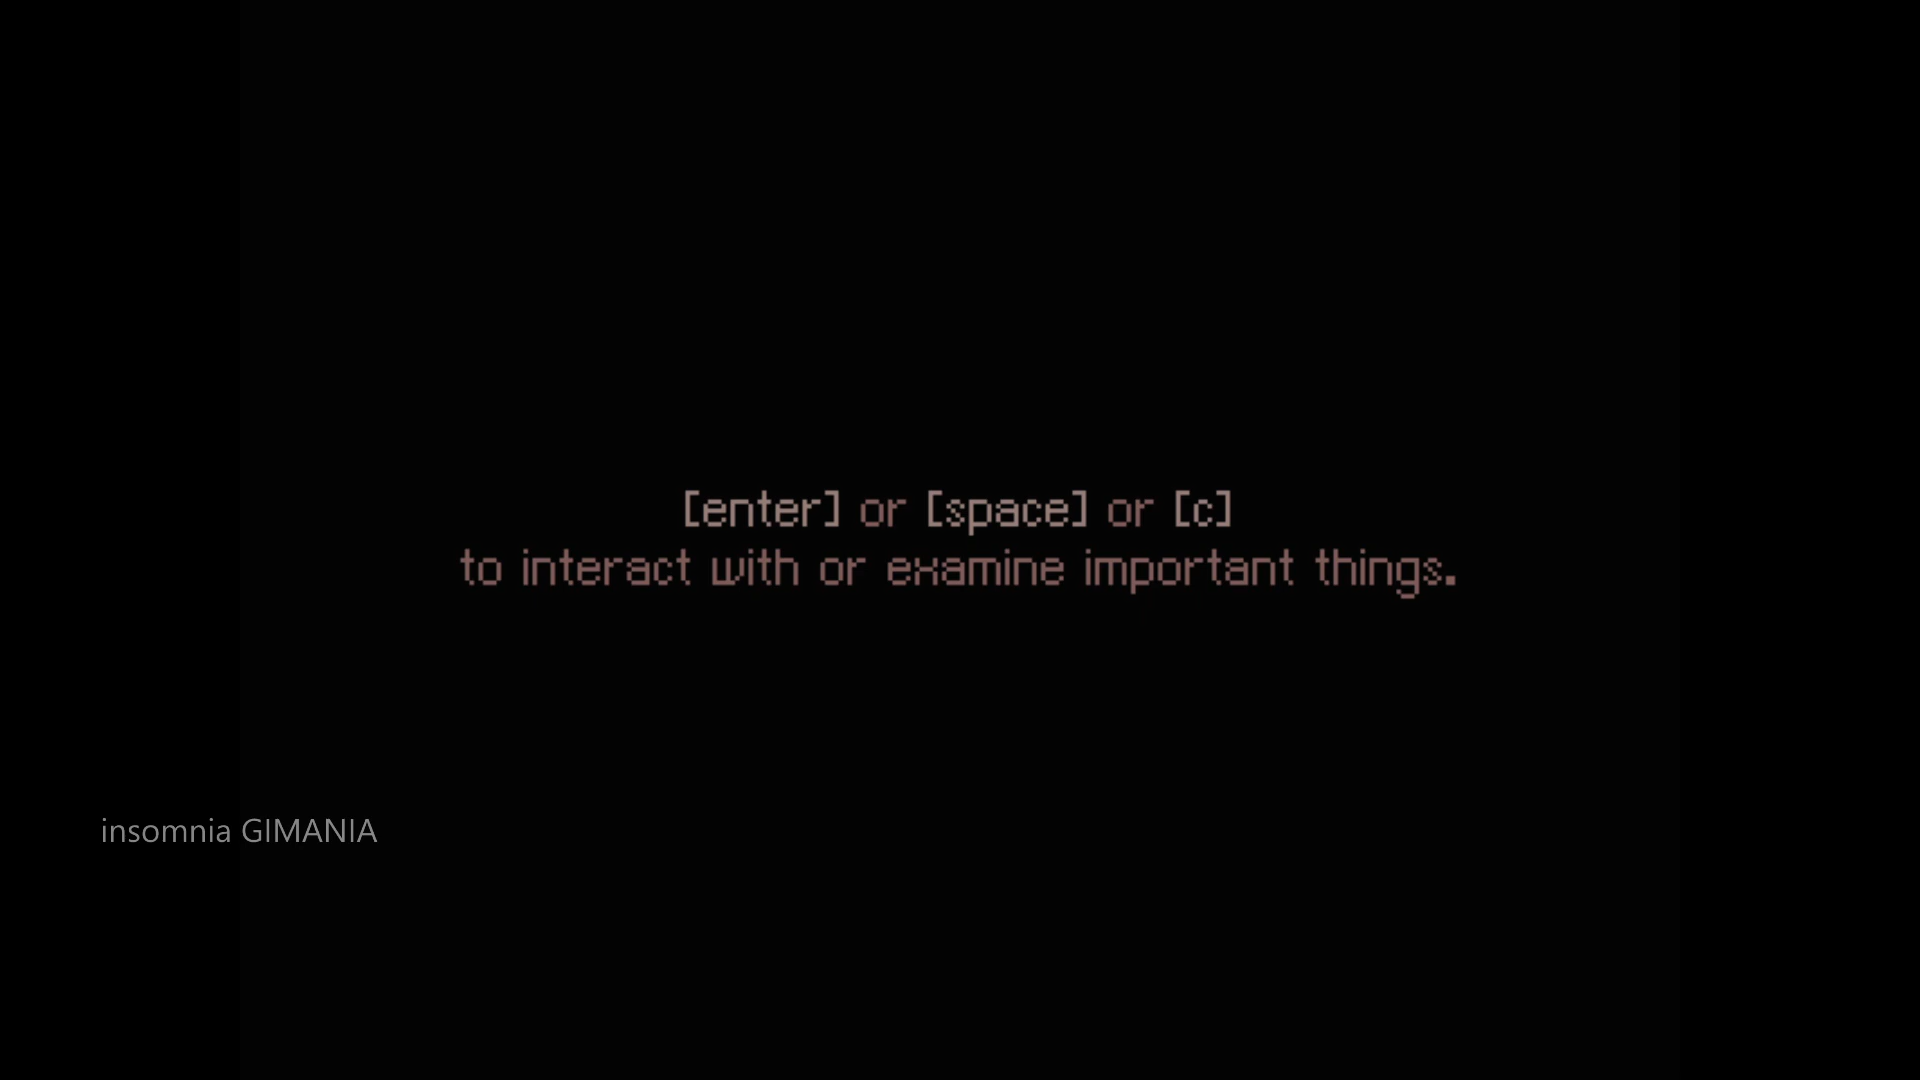 [enter] or [space] or [c]
to interact with or examine important things.
insomnia GIMANIA